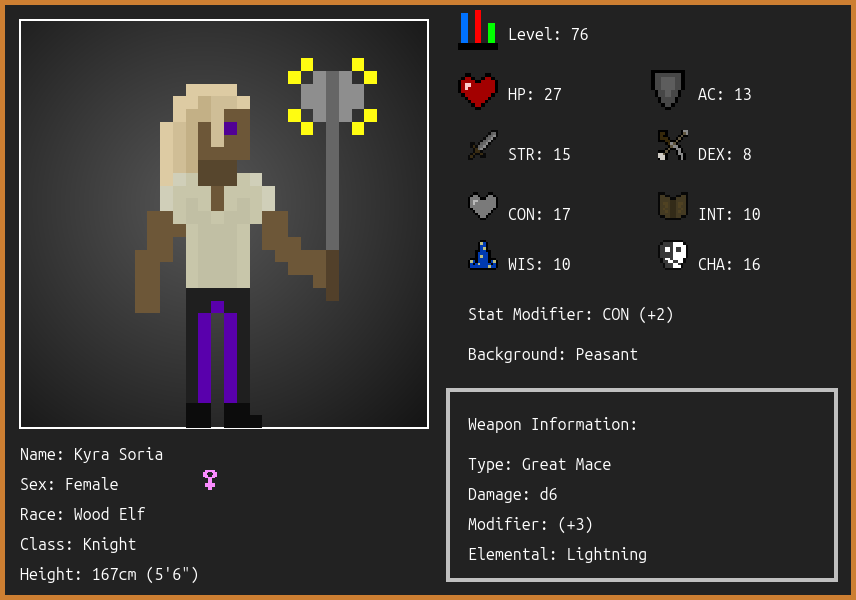 Level: 76
HP: 27
AC: 13
STR: 15
DEX: 8
CON: 17
INT: 10
WIS: 10
CHA: 16
Stat Modifier: CON (+2)
Background: Peasant
Weapon Information:
Type: Great Mace
Damage: d6
Modifier: (+3)
Elemental: Lightning
Name: Kyra Soria
Sex: Female
Race: Wood Elf
Class: Knight
Height: 167cm (5'6")